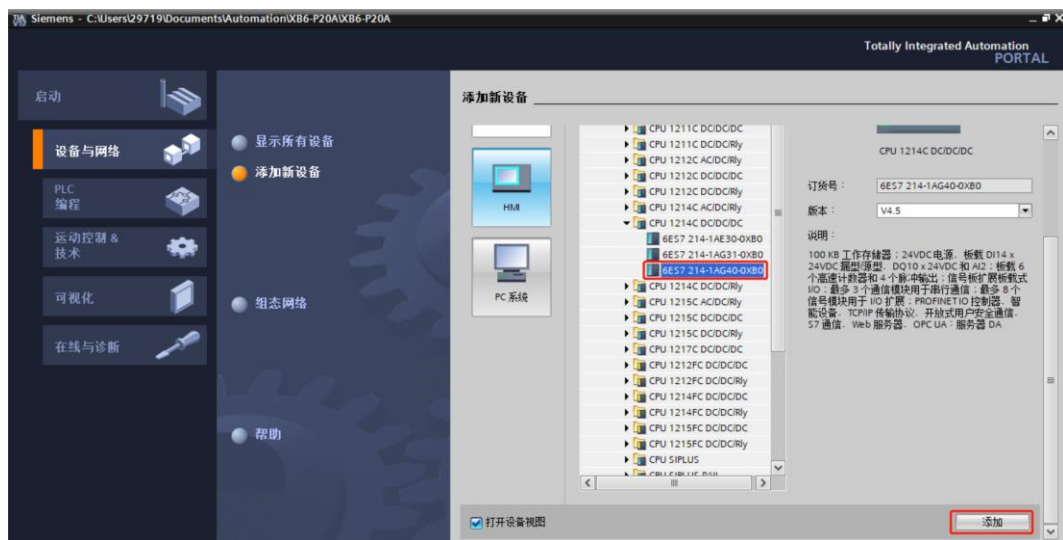 Siemens - C:\Users\29719\Documents\Automation\XB6-P20A\XB6-P20A
Totally Integrated Automation
PORTAL
启动
设备与网络
PLC
编程
运动控制 &
技术
可视化
在线与诊断
显示所有设备
添加新设备
组态网络
帮助
添加新设备
HMI
PC 系统
CPU 1211C DC/DC/DC
CPU 1211C DC/DC/Rly
CPU 1212C AC/DC/Rly
CPU 1212C DC/DC/DC
CPU 1212C DC/DC/Rly
CPU 1214C AC/DC/Rly
CPU 1214C DC/DC/DC
6ES7 214-1AE30-0XB0
6ES7 214-1AG31-0XB0
6ES7 214-1AG40-0XB0
CPU 1214C DC/DC/Rly
CPU 1215C AC/DC/Rly
CPU 1215C DC/DC/DC
CPU 1215C DC/DC/Rly
CPU 1217C DC/DC/DC
CPU 1212FC DC/DC/DC
CPU 1212FC DC/DC/Rly
CPU 1214FC DC/DC/DC
CPU 1214FC DC/DC/Rly
CPU 1215FC DC/DC/DC
CPU 1215FC DC/DC/Rly
CPU SIPLUS
CPU 1214C DC/DC/DC
订货号：
6ES7 214-1AG40-0XB0
版本：
V4.5
说明：
100 KB 工作存储器；24VDC电源，板载 DI14 x
24VDC 漏型/源型，DQ10 x 24VDC 和 AI2；板载 6
个高速计数器和 4 个脉冲输出；信号板扩展板载式
I/O；最多 3 个通信模块用于串行通信；最多 8 个
信号模块用于 I/O 扩展；PROFINET IO 控制器、智
能设备、TCP/IP 传输协议、开放式用户安全通信、
S7 通信、Web 服务器、OPC UA：服务器 DA
打开设备视图
添加